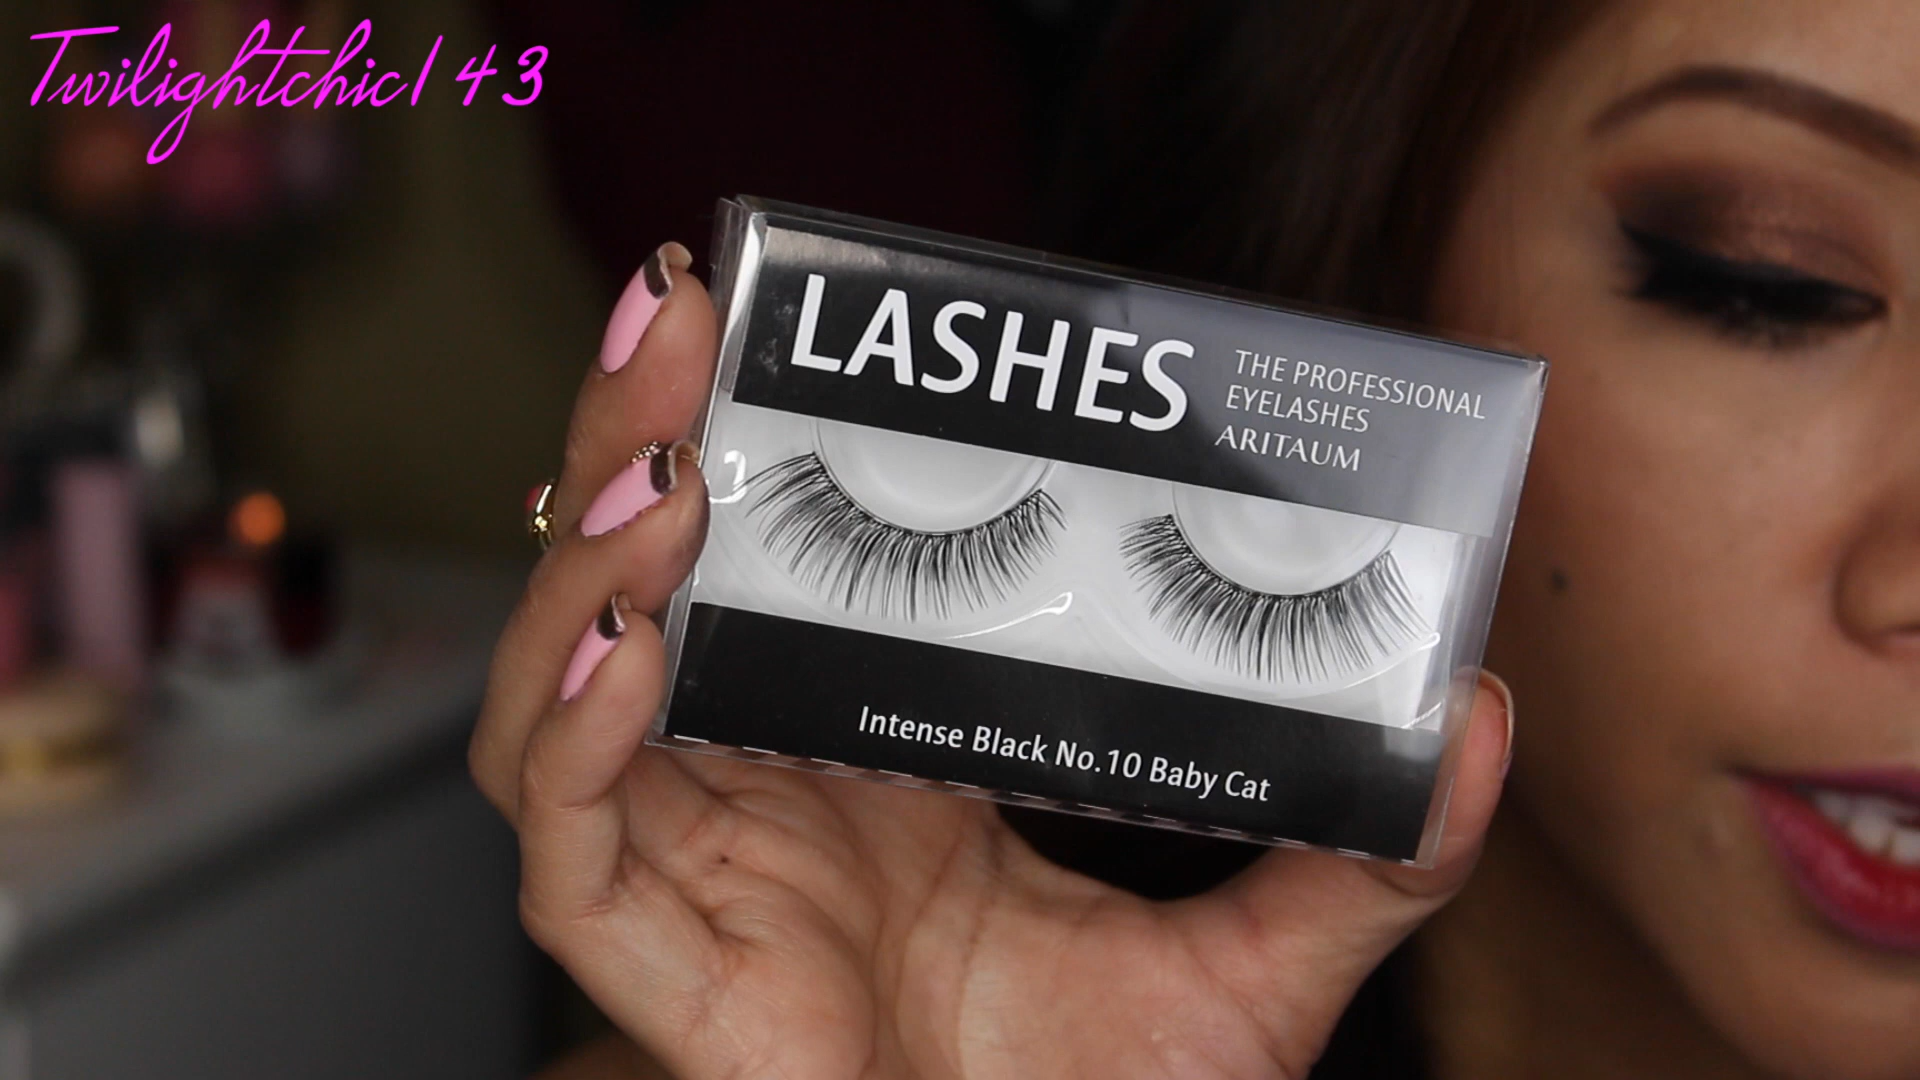 Twilightchic143
LASHES
THE PROFESSIONAL
EYELASHES
ARITAUM
Intense Black No.10 Baby Cat